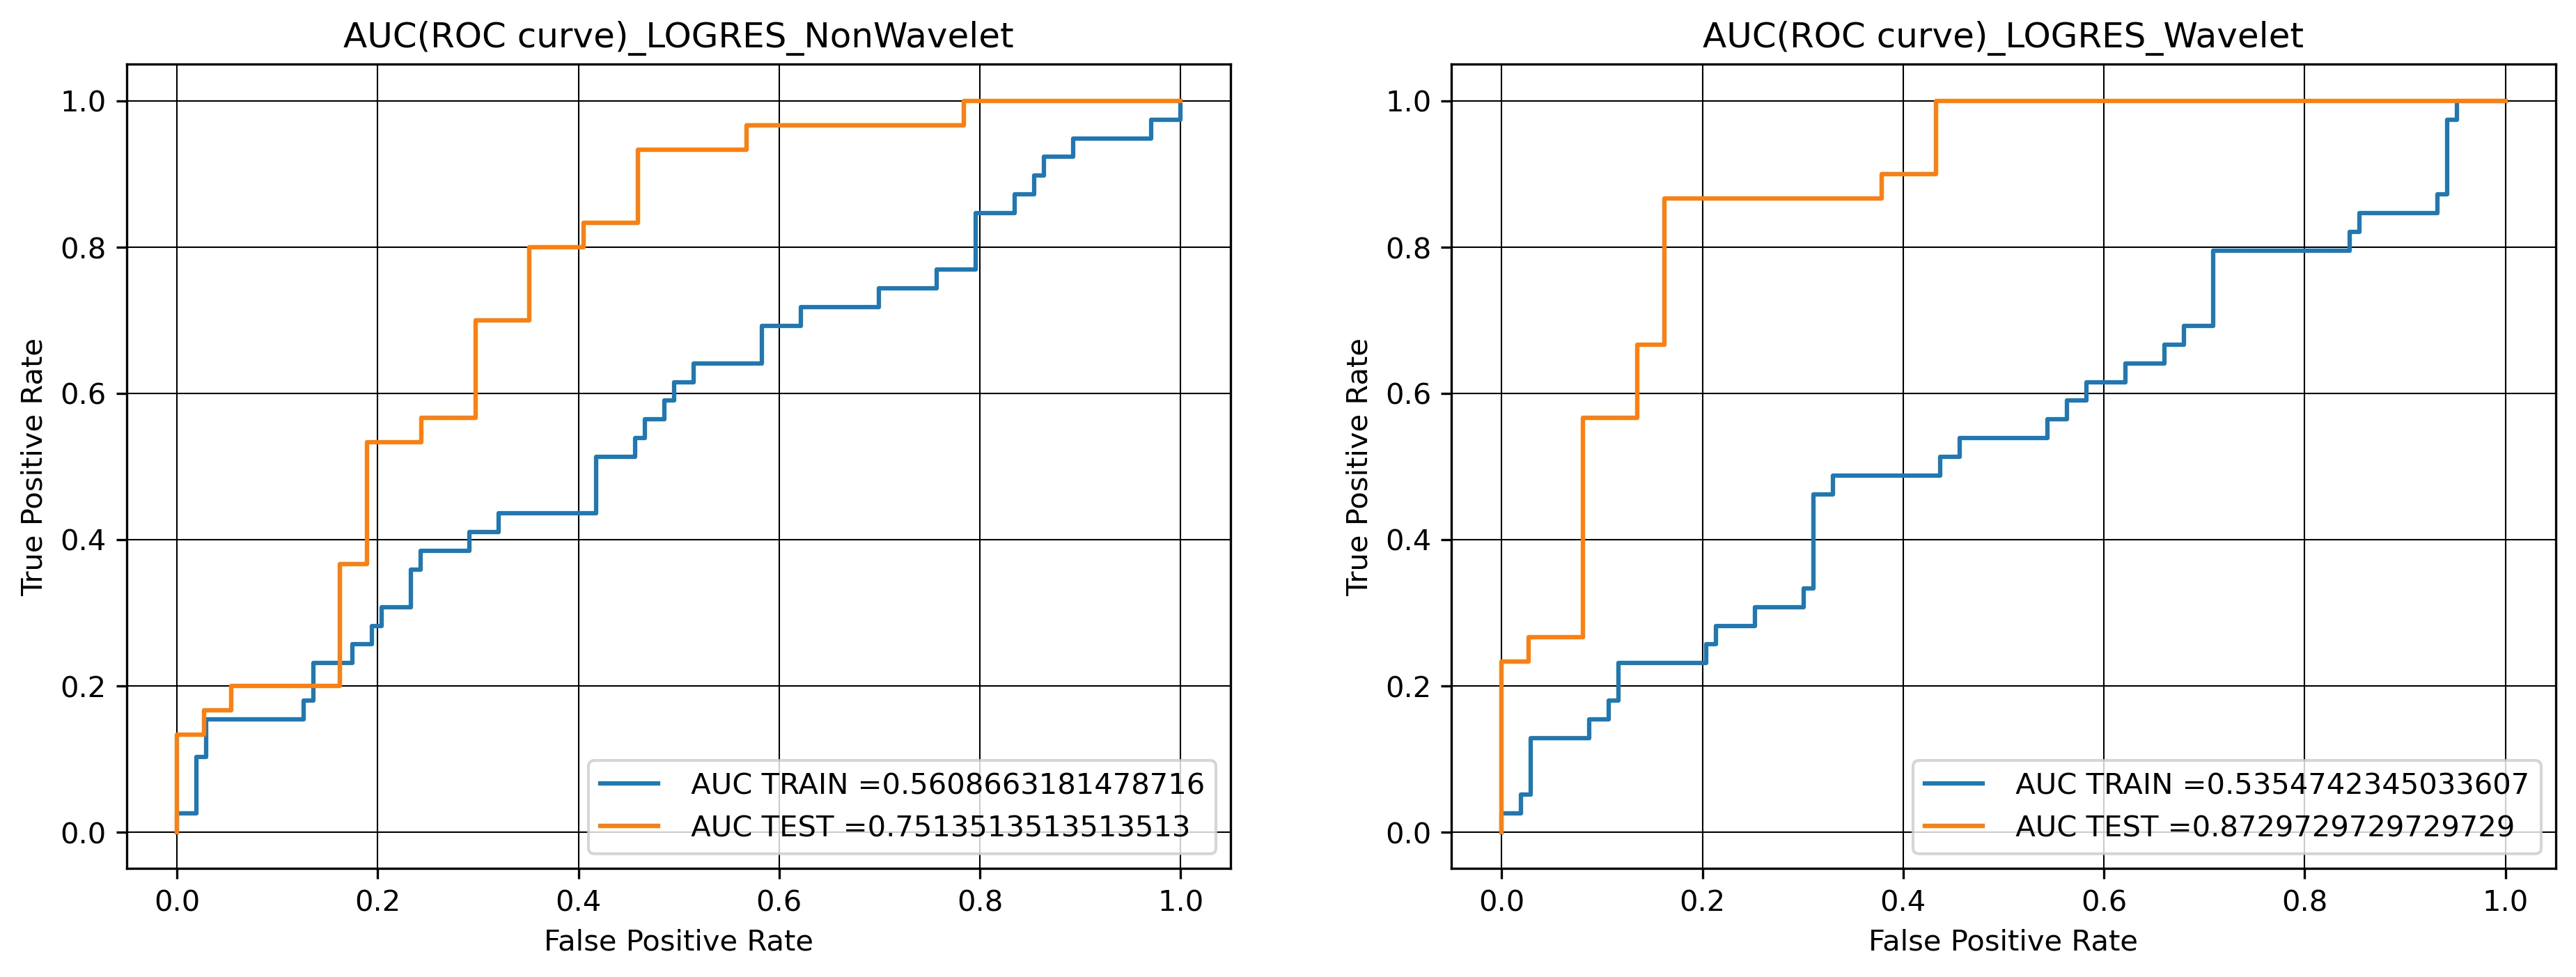 AUC(ROC curve)_LOGRES_NonWavelet
1.0
0.8
0.6
0.4
0.2
0.0
True Positive Rate
AUC TRAIN =0.5608663181478716
AUC TEST =0.7513513513513513
0.0 0.2 0.4 0.6 0.8 1.0
False Positive Rate
AUC(ROC curve)_LOGRES_Wavelet
1.0
0.8
0.6
0.4
0.2
0.0
True Positive Rate
AUC TRAIN =0.5354742345033607
AUC TEST =0.8729729729729729
0.0 0.2 0.4 0.6 0.8 1.0
False Positive Rate